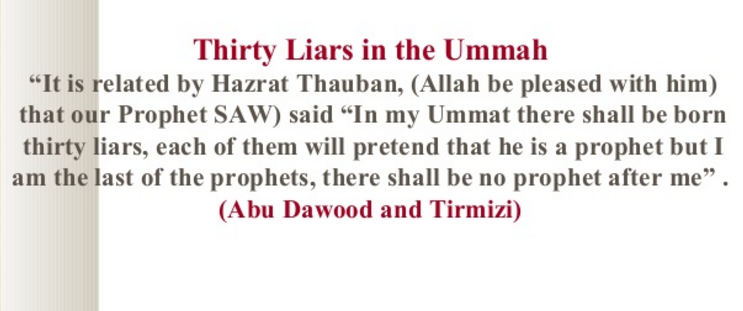 Thirty Liars in the Ummah
“It is related by Hazrat Thauban, (Allah be pleased with him)
that our Prophet SAW) said “In my Ummat there shall be born
thirty liars, each of them will pretend that he is a prophet but I
am the last of the prophets, there shall be no prophet after me” .
(Abu Dawood and Tirmizi)